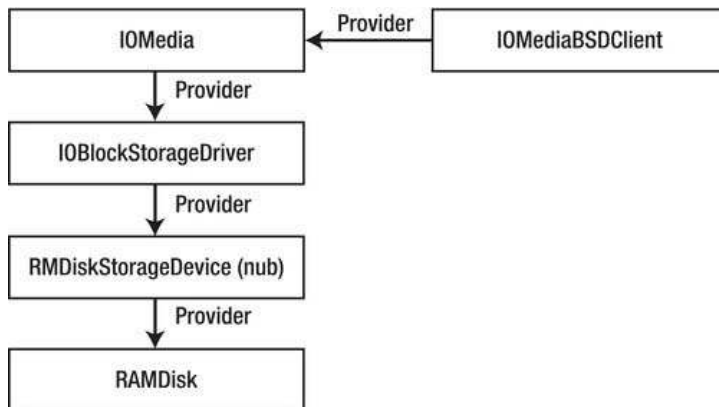 IOMedia
Provider
IOMediaBSDClient
Provider
IOBlockStorageDriver
Provider
RMDiskStorageDevice (nub)
Provider
RAMDisk